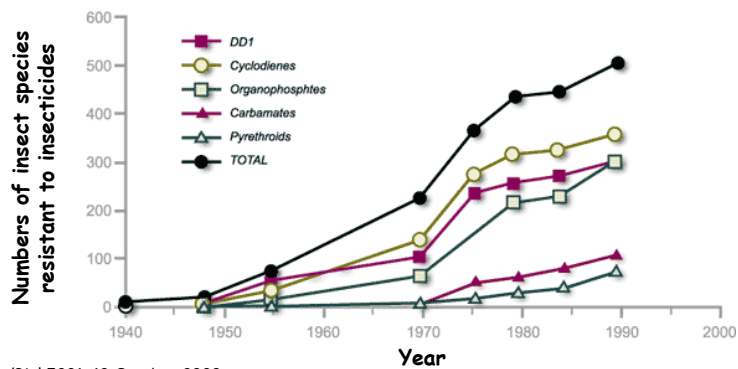 600
500
400
300
200
100
0
Numbers of insect species
resistant to insecticides
DD1
Cyclodienes
Organophosphtes
Carbamates
Pyrethroids
TOTAL
1940
1950
1960
1970
1980
1990
2000
Year